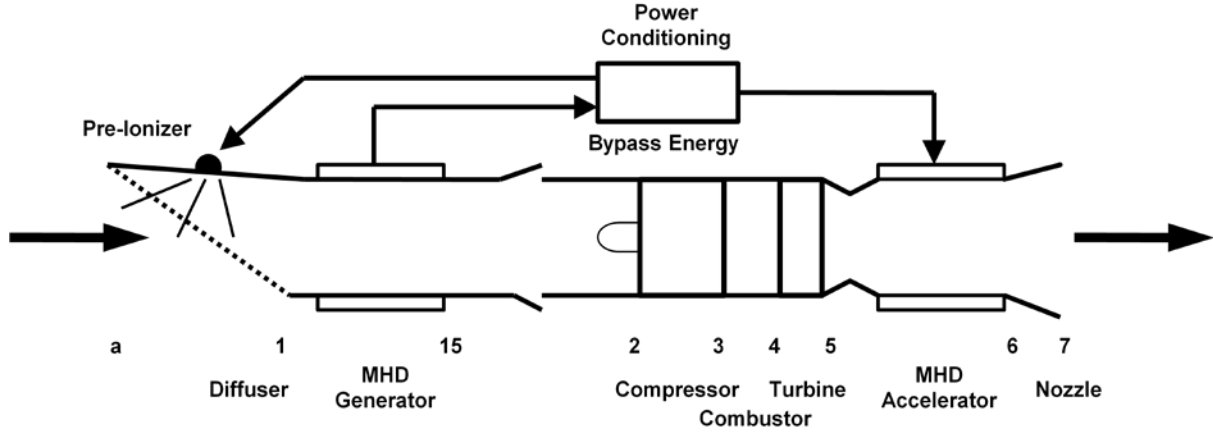 Power
Conditioning
Bypass Energy
Pre-Ionizer
a 1 15 2 3 4 5 6 7
Diffuser
MHD
Generator
Compressor
Combustor
Turbine
MHD
Accelerator
Nozzle